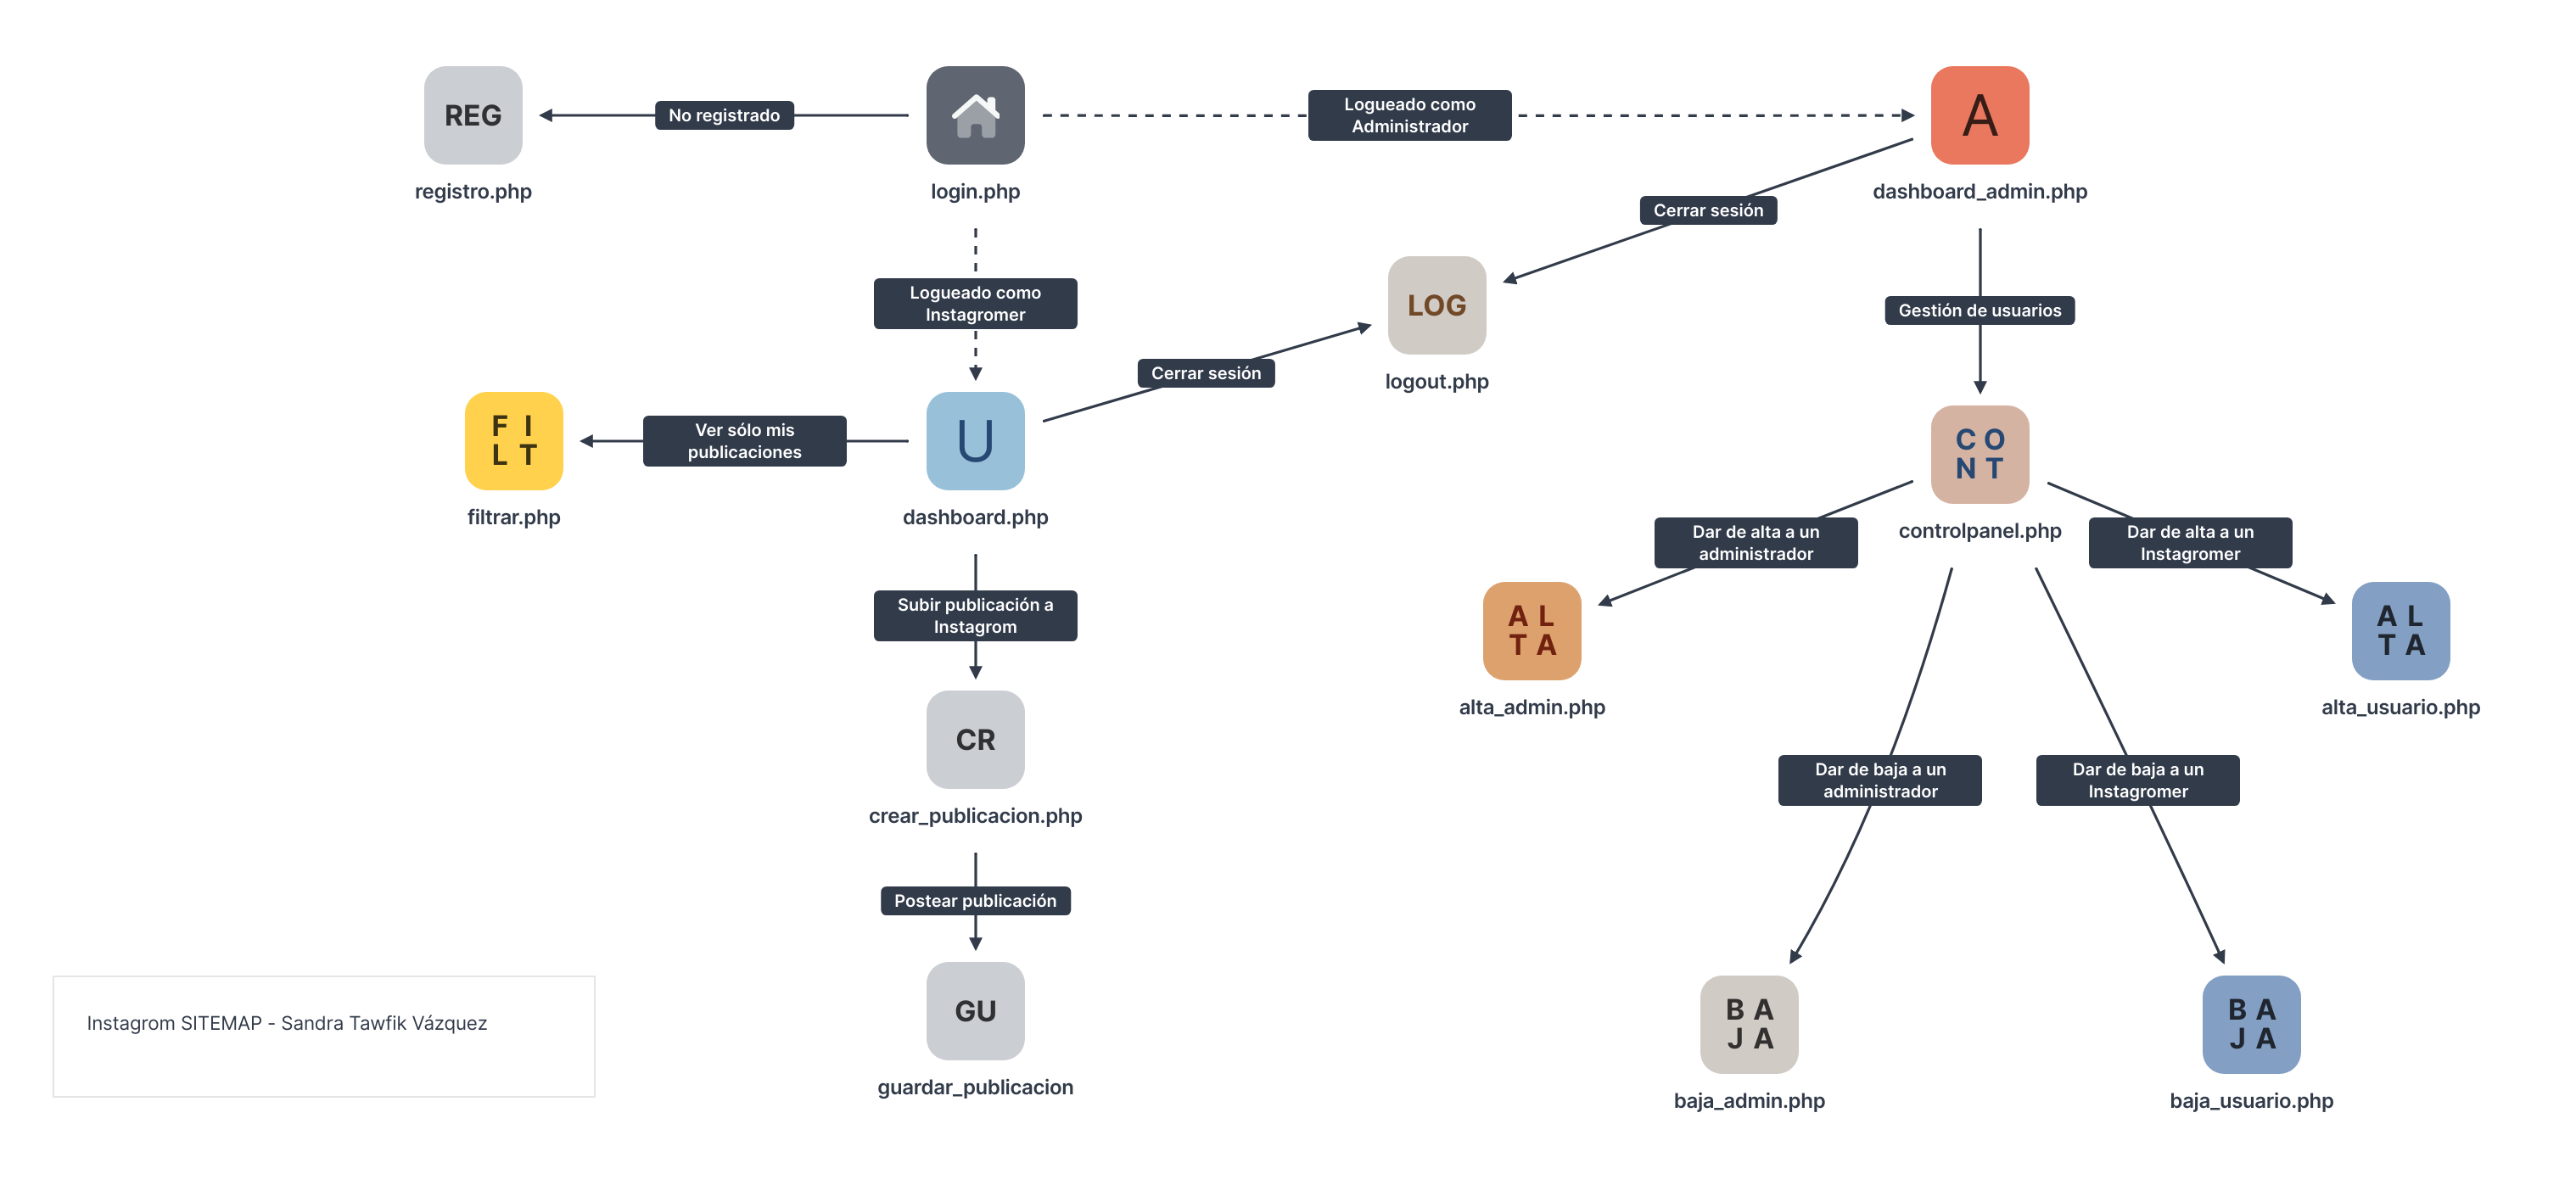 REG
No registrado
Logueado como
Administrador
A
registro.php
login.php
dashboard_admin.php
Cerrar sesión
Logueado como
Instagromer
LOG
Gestión de usuarios
Cerrar sesión
logout.php
F I
L T
Ver sólo mis
publicaciones
U
C O
N T
filtrar.php
dashboard.php
controlpanel.php
Dar de alta a un
administrador
Dar de alta a un
Instagromer
Subir publicación a
Instagrom
A L
T A
A L
T A
alta_admin.php
alta_usuario.php
CR
crear_publicacion.php
Dar de baja a un
administrador
Dar de baja a un
Instagromer
Postear publicación
GU
guardar_publicacion
B A
J A
B A
J A
baja_admin.php
baja_usuario.php
Instagrom SITEMAP - Sandra Tawfik Vázquez